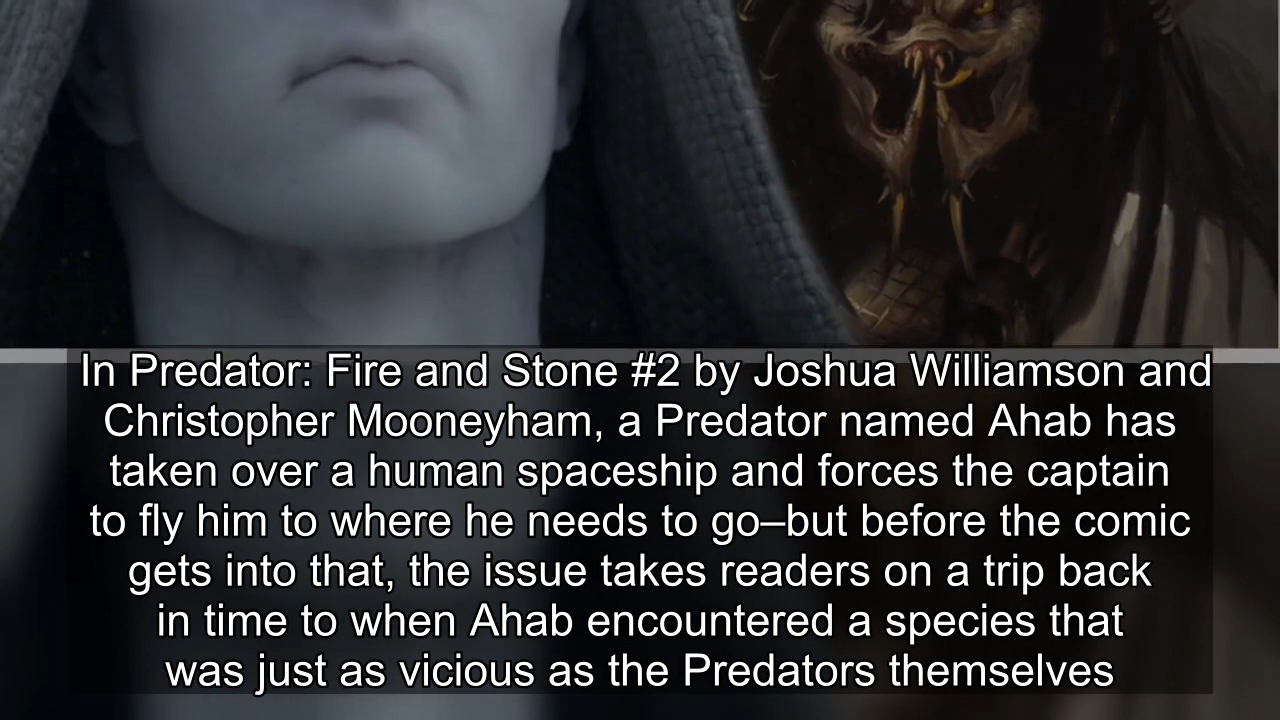 In Predator: Fire and Stone #2 by Joshua Williamson and
Christopher Mooneyham, a Predator named Ahab has
taken over a human spaceship and forces the captain
to fly him to where he needs to go–but before the comic
gets into that, the issue takes readers on a trip back
in time to when Ahab encountered a species that
was just as vicious as the Predators themselves